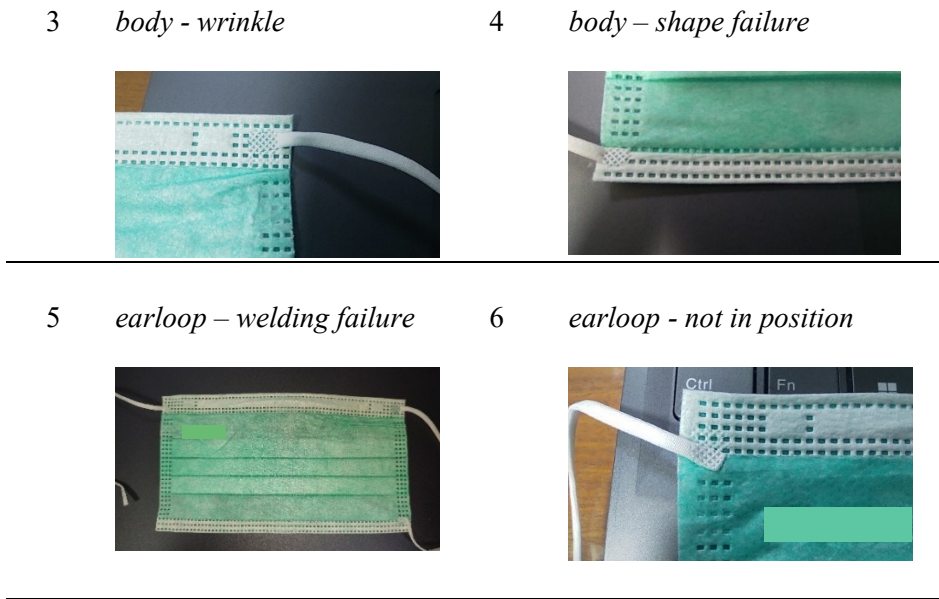 3 body - wrinkle
4 body – shape failure
5 earloop – welding failure
6 earloop - not in position
Ctrl
Fn